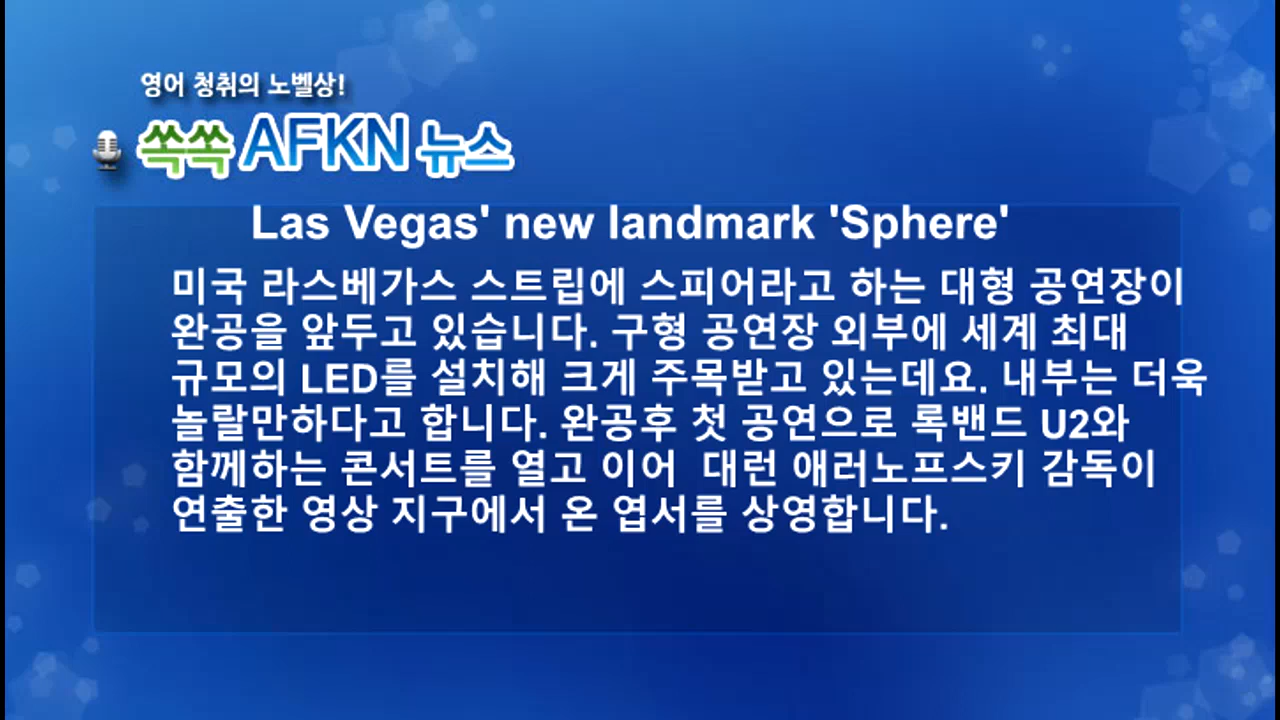 영어 청취의 노벨상!
쏙쏙 AFKN 뉴스
Las Vegas' new landmark 'Sphere'
미국 라스베가스 스트립에 스피어라고 하는 대형 공연장이
완공을 앞두고 있습니다. 구형 공연장 외부에 세계 최대
규모의 LED를 설치해 크게 주목받고 있는데요. 내부는 더욱
놀랄만하다고 합니다. 완공후 첫 공연으로 록밴드 U2와
함께하는 콘서트를 열고 이어 대런 애러노프스키 감독이
연출한 영상 지구에서 온 엽서를 상영합니다.